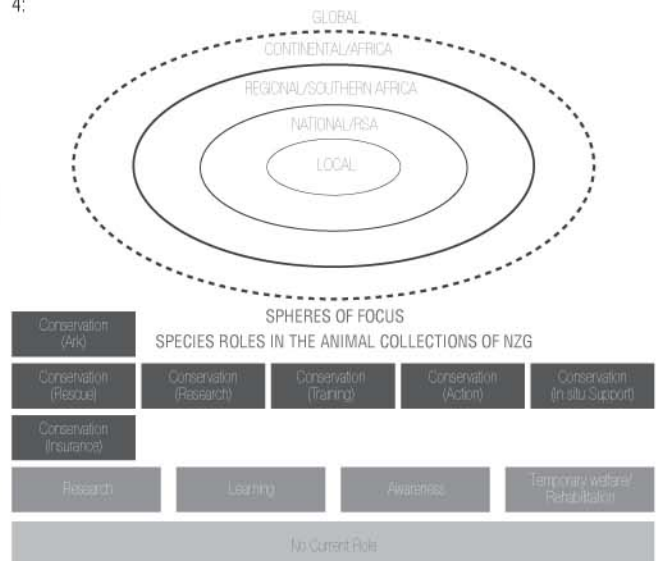 4:
GLOBAL
CONTINENTAL/AFRICA
REGIONAL/SOUTHERN AFRICA
NATIONAL/RSA
LOCAL
SPHERES OF FOCUS
SPECIES ROLES IN THE ANIMAL COLLECTIONS OF NZG
Conservation
(Ark)
Conservation
(Rescue)
Conservation
(Research)
Conservation
(Training)
Conservation
(Action)
Conservation
(In situ Support)
Conservation
(Insurance)
Research
Learning
Awareness
Temporary welfare/
Rehabilitation
No Current Role